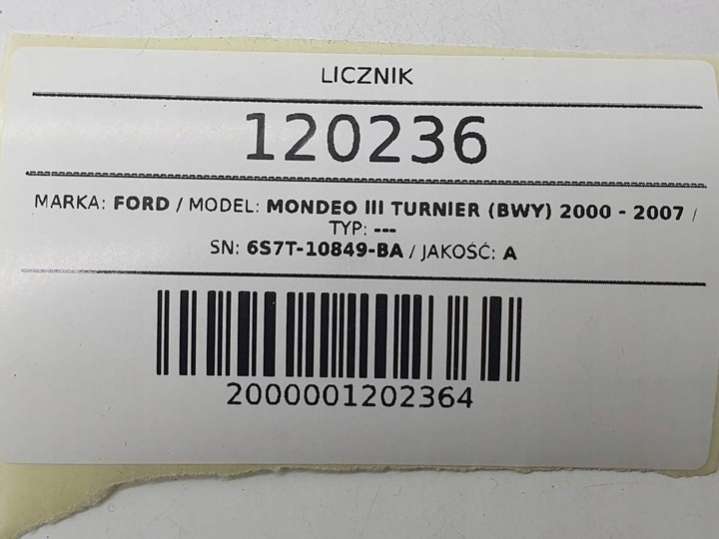 LICZNIK
120236
MARKA: FORD / MODEL: MONDEO III TURNIER (BWY) 2000 - 2007 /
TYP: ---
SN: 6S7T-10849-BA / JAKOŚĆ: A
2000001202364